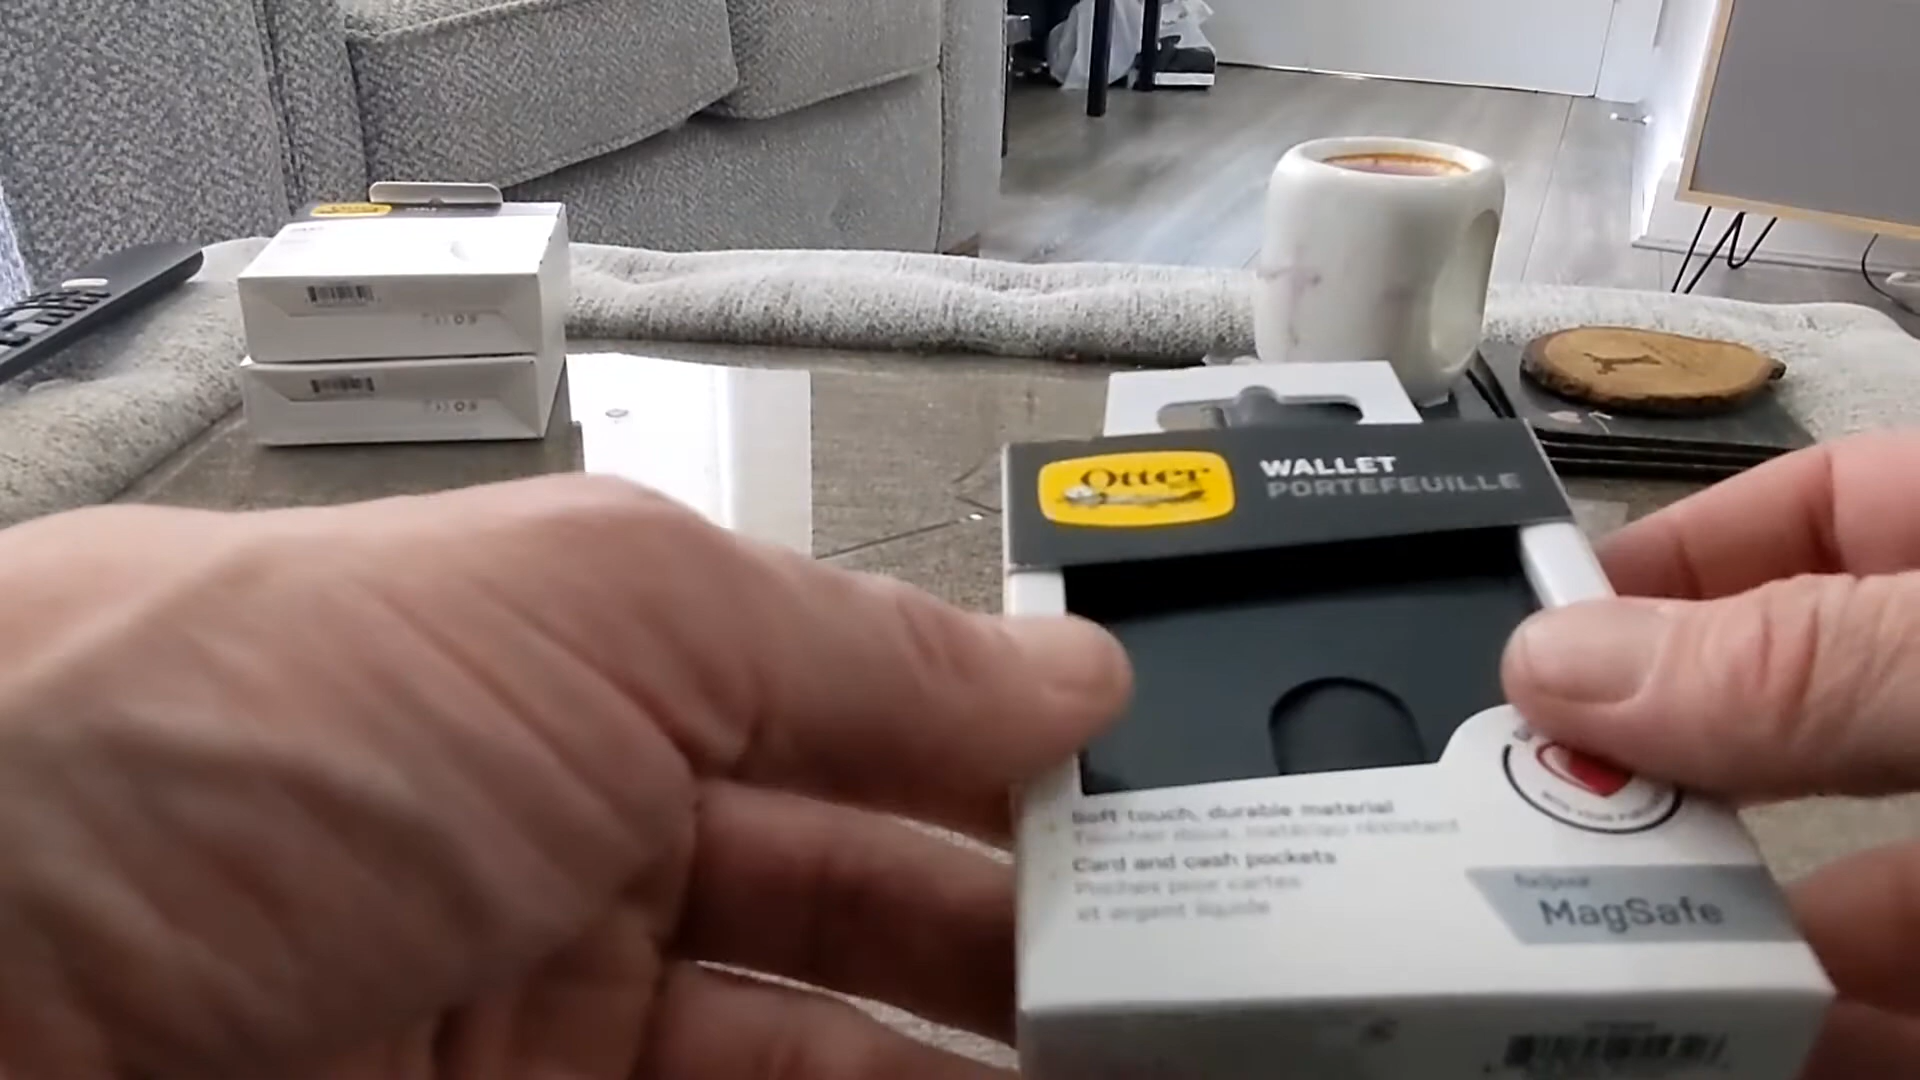 Otter
WALLET
PORTEFEUILLE
Soft touch, durable material
Toucher doux, matériau résistant
Card and cash pockets
Poches pour cartes
et argent liquide
for/pour
MagSafe